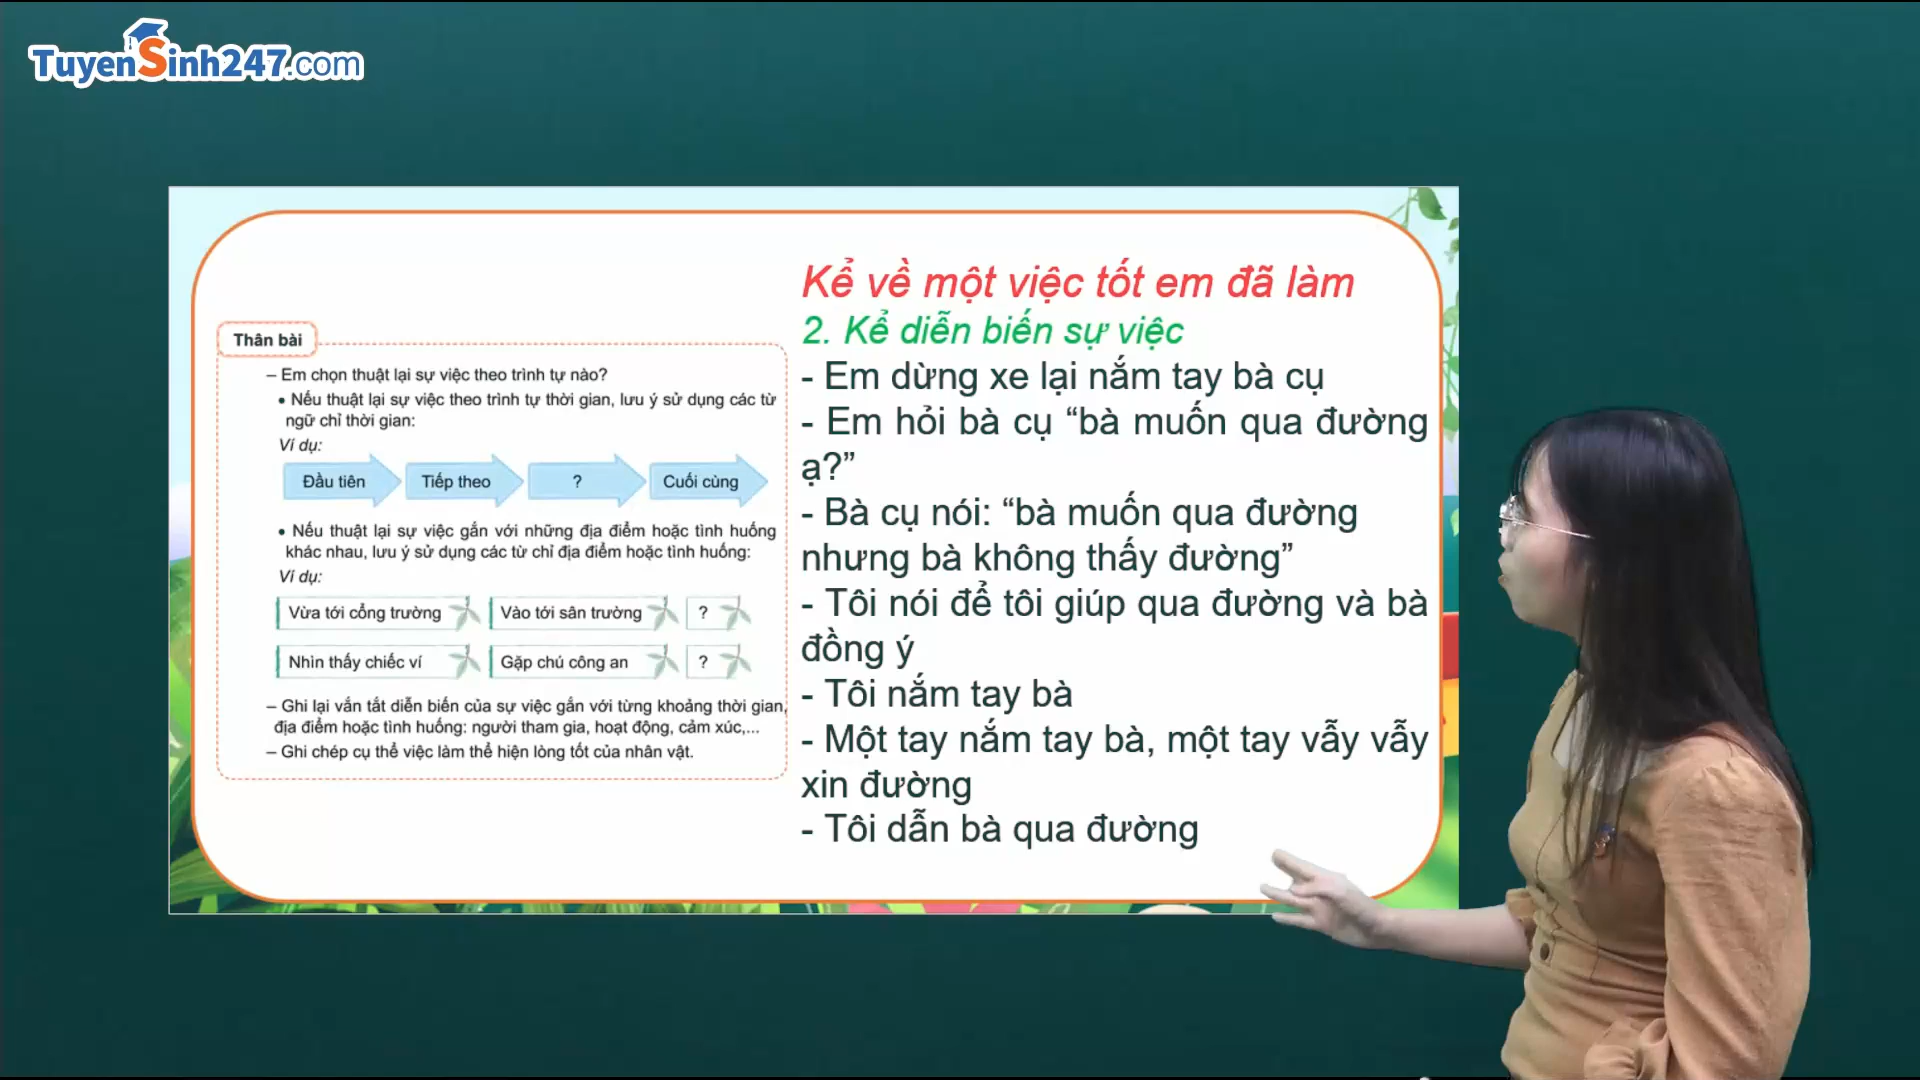 TuyenSinh247.com
Thân bài
– Em chọn thuật lại sự việc theo trình tự nào?
• Nếu thuật lại sự việc theo trình tự thời gian, lưu ý sử dụng các từ
ngữ chỉ thời gian:
Ví dụ:
Đầu tiên
Tiếp theo
?
Cuối cùng
• Nếu thuật lại sự việc gắn với những địa điểm hoặc tình huống
khác nhau, lưu ý sử dụng các từ chỉ địa điểm hoặc tình huống:
Ví dụ:
Vừa tới cổng trường
Vào tới sân trường
?
Nhìn thấy chiếc ví
Gặp chú công an
?
– Ghi lại vắn tắt diễn biến của sự việc gắn với từng khoảng thời gian,
địa điểm hoặc tình huống: người tham gia, hoạt động, cảm xúc,...
– Ghi chép cụ thể việc làm thể hiện lòng tốt của nhân vật.
Kể về một việc tốt em đã làm
2. Kể diễn biến sự việc
- Em dừng xe lại nắm tay bà cụ
- Em hỏi bà cụ “bà muốn qua đường
ạ?”
- Bà cụ nói: “bà muốn qua đường
nhưng bà không thấy đường”
- Tôi nói để tôi giúp qua đường và bà
đồng ý
- Tôi nắm tay bà
- Một tay nắm tay bà, một tay vẫy vẫy
xin đường
- Tôi dẫn bà qua đường